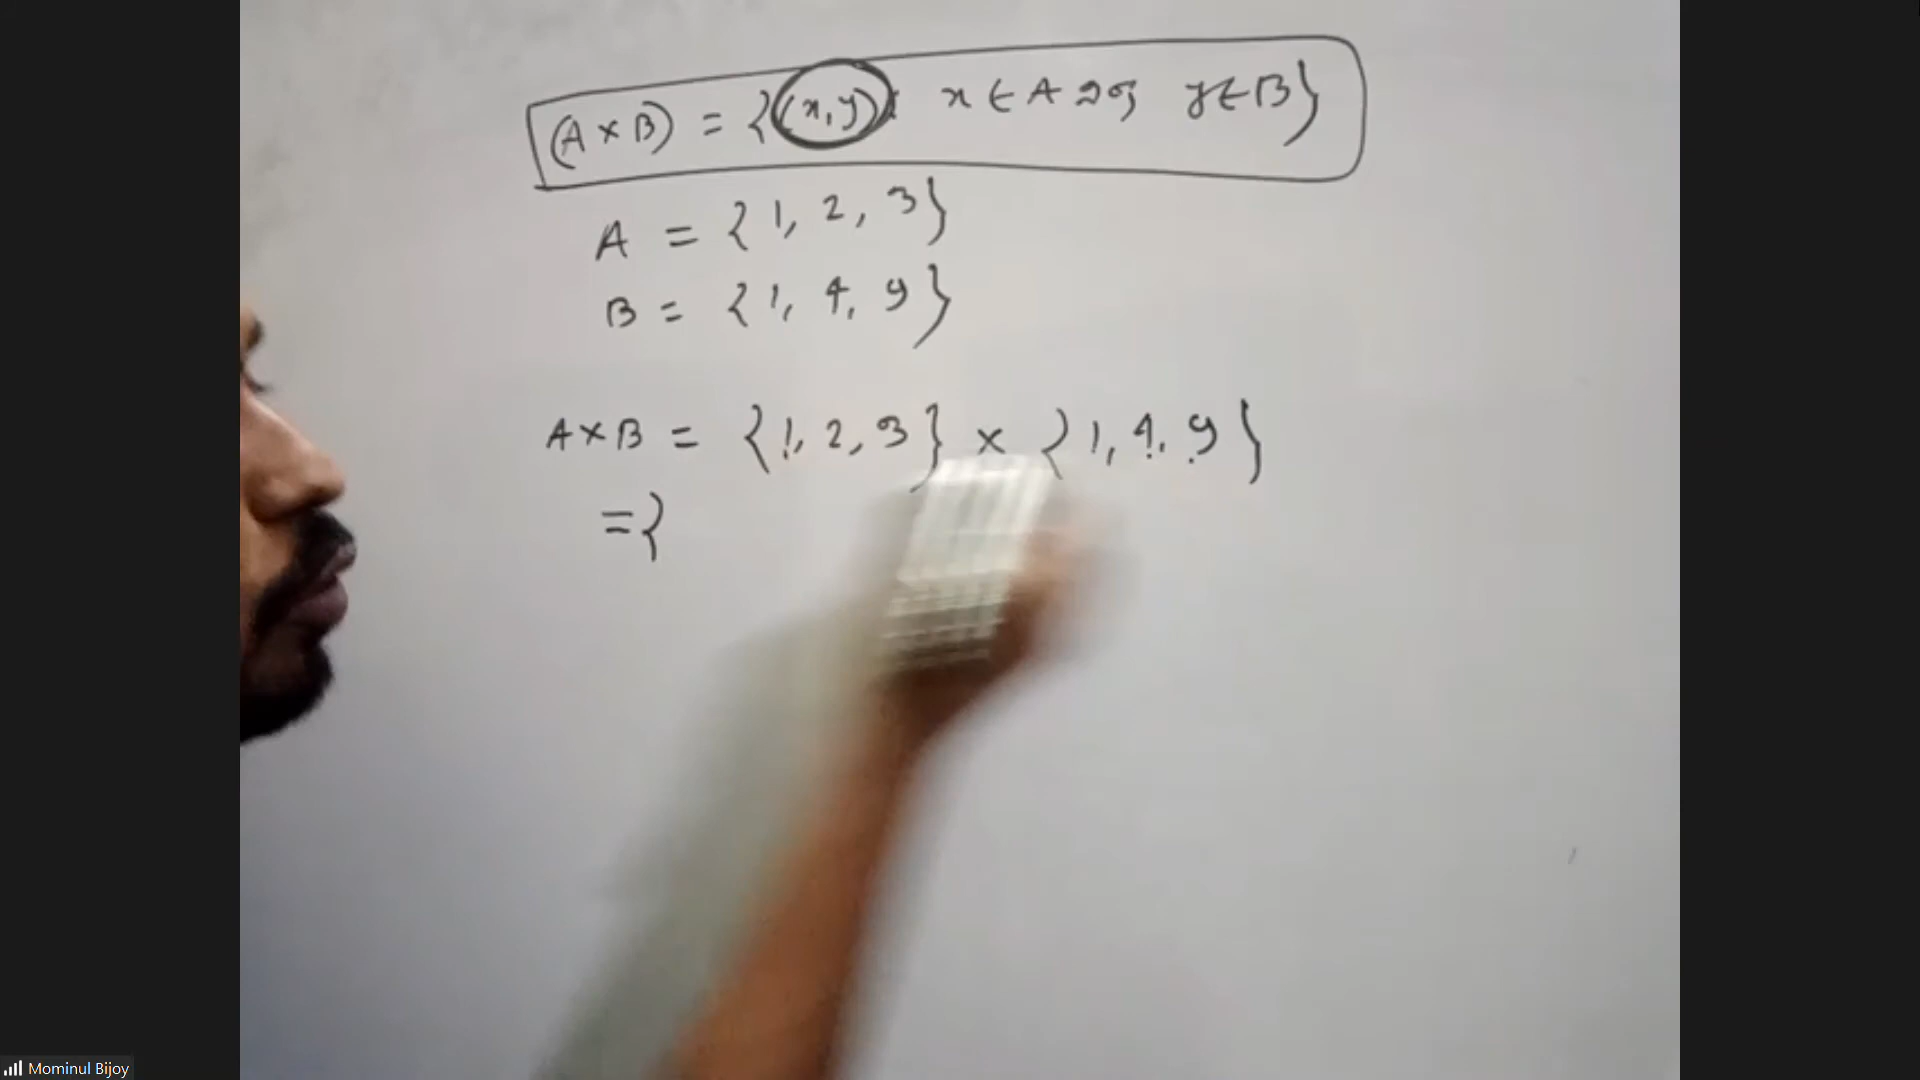 (A × B) = {(x, y): x ∈ A এবং y ∈ B}
A = {1, 2, 3}
B = {1, 4, 9}
A × B = {1, 2, 3} × {1, 4, 9}
= {
Mominul Bijoy